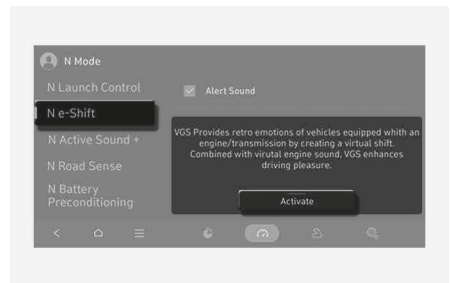 N Mode
N Launch Control
Alert Sound
N e-Shift
N Active Sound +
VGS Provides retro emotions of vehicles equipped whith an
engine/transmission by creating a virtual shift.
Combined with virutal engine sound, VGS enhances
driving pleasure.
N Road Sense
N Battery
Preconditioning
Activate